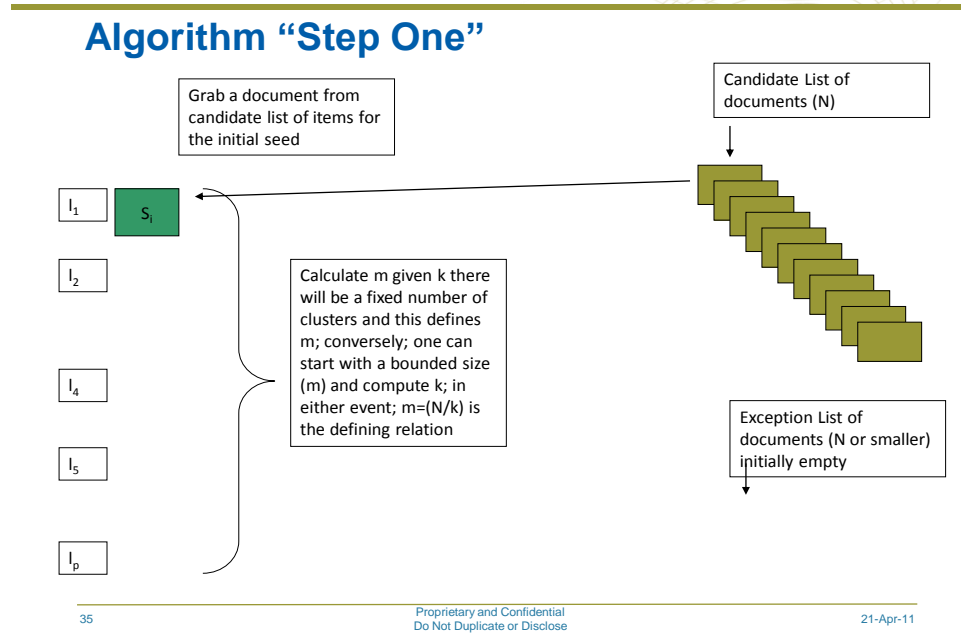 Algorithm “Step One”
Grab a document from
candidate list of items for
the initial seed
Candidate List of
documents (N)
I₁
Sᵢ
I₂
Calculate m given k there
will be a fixed number of
clusters and this defines
m; conversely; one can
start with a bounded size
(m) and compute k; in
either event; m=(N/k) is
the defining relation
I₄
I₅
Iₚ
Exception List of
documents (N or smaller)
initially empty
35
Proprietary and Confidential
Do Not Duplicate or Disclose
21-Apr-11